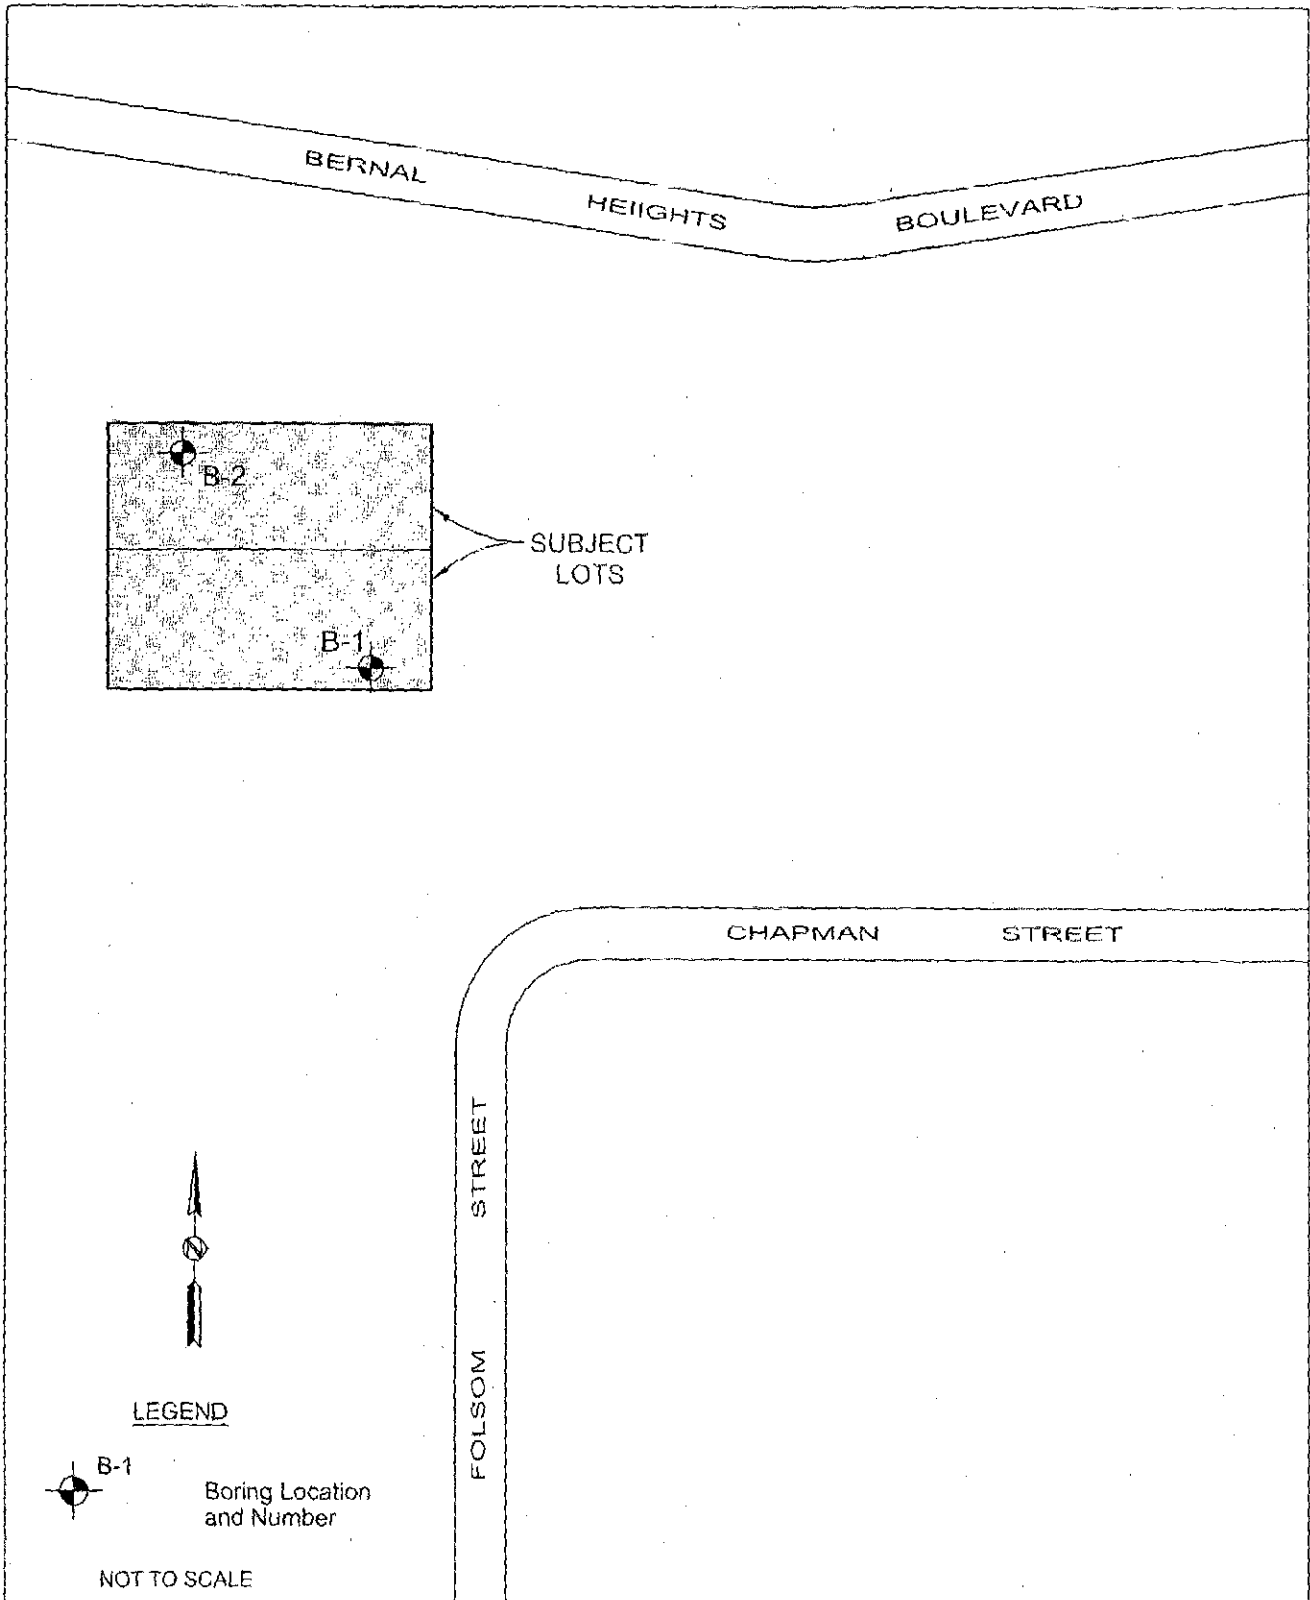 BERNAL HEIIGHTS BOULEVARD
B-2
SUBJECT
LOTS
B-1
CHAPMAN STREET
FOLSOM STREET
N
LEGEND
B-1
Boring Location
and Number
NOT TO SCALE